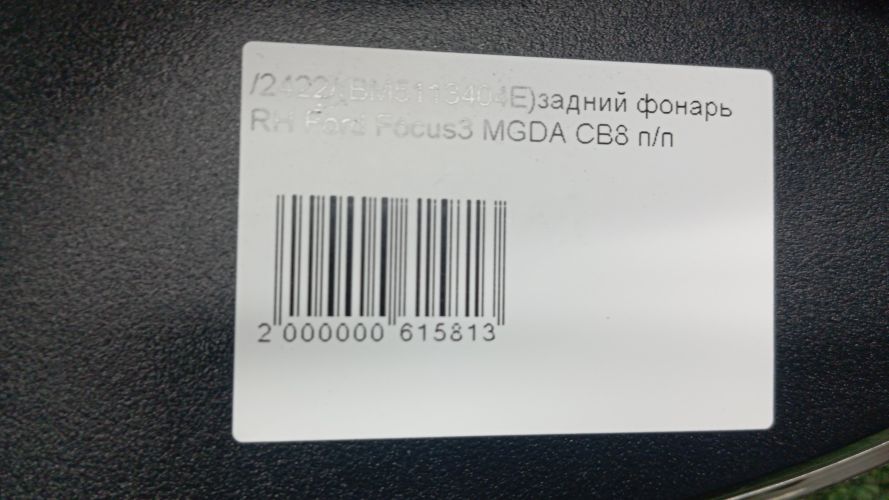 /2422/(BM5113404E)задний фонарь
RH Ford Focus3 MGDA CB8 п/п
2 000000 615813